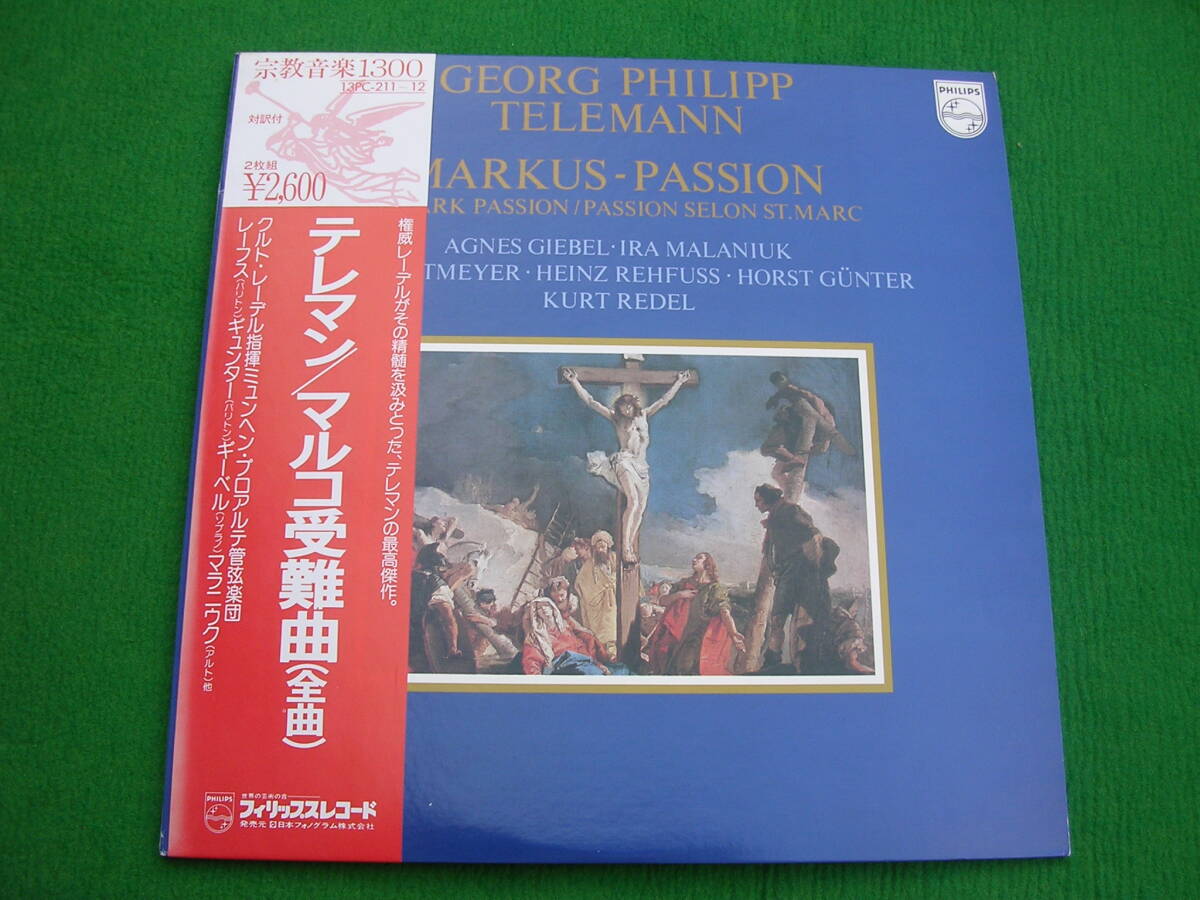 宗教音楽1300
13PC-211〜12
対訳付
2枚組
¥2,600
権威レーデルがその精髄を汲みとった、テレマンの最高傑作。
テレマン/マルコ受難曲(全曲)
クルト・レーデル指揮ミュンヘン・プロアルテ管弦楽団
レーフス(バリトン)ギュンター(バリトン)ギーベル(ソプラノ)マラニウク(アルト)他
PHILIPS
世界の芸術の会
フィリップスレコード
発売元 日本フォノグラム株式会社
GEORG PHILIPP
TELEMANN
MARKUS-PASSION
ARK PASSION/PASSION SELON ST. MARC
AGNES GIEBEL·IRA MALANIUK
TMEYER·HEINZ REHFUSS·HORST GÜNTER
KURT REDEL
PHILIPS